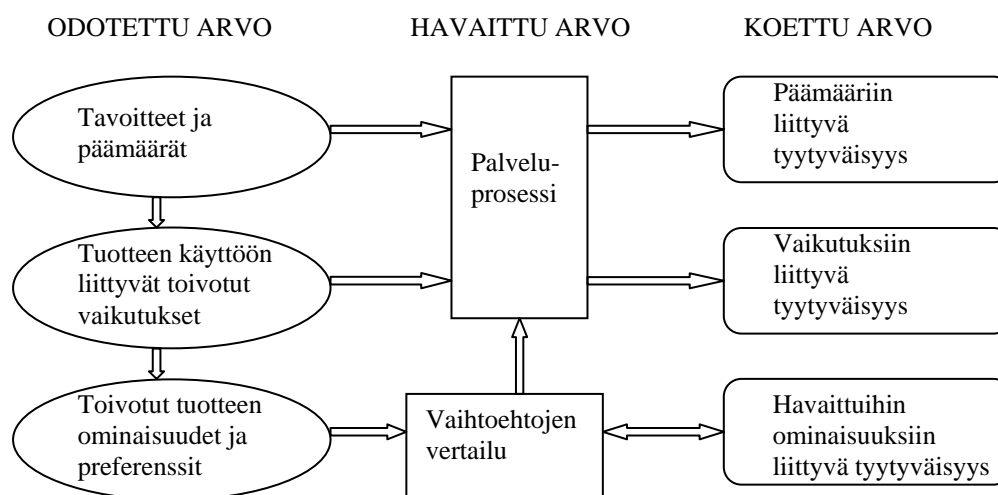 ODOTETTU ARVO
HAVAITTU ARVO
KOETTU ARVO
Tavoitteet ja
päämäärät
Palvelu-
prosessi
Päämääriin
liittyvä
tyytyväisyys
Tuotteen käyttöön
liittyvät toivotut
vaikutukset
Vaikutuksiin
liittyvä
tyytyväisyys
Toivotut tuotteen
ominaisuudet ja
preferenssit
Vaihtoehtojen
vertailu
Havaittuihin
ominaisuuksiin
liittyvä tyytyväisyys